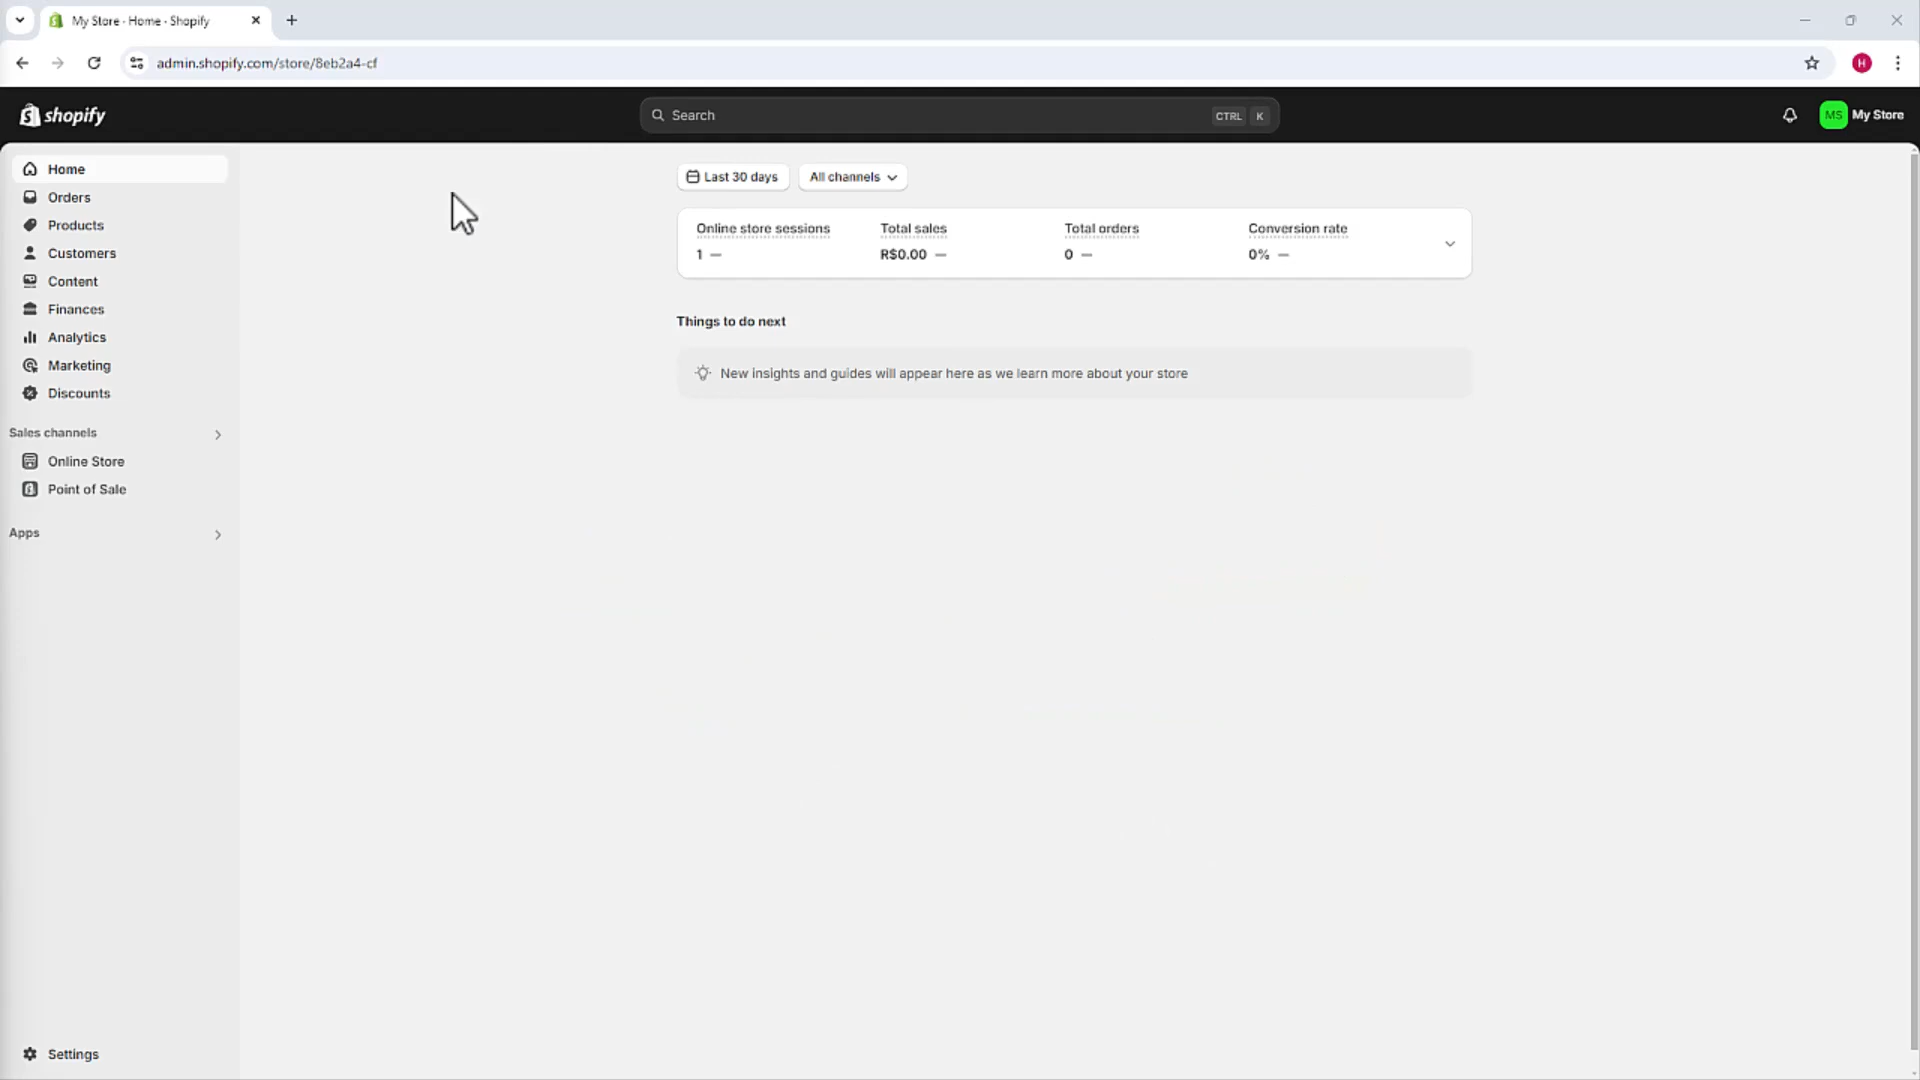 My Store · Home · Shopify
admin.shopify.com/store/8eb2a4-cf
shopify
Search CTRL K
MS My Store
H
Home
Orders
Products
Customers
Content
Finances
Analytics
Marketing
Discounts
Sales channels
Online Store
Point of Sale
Apps
Settings
Last 30 days All channels
Online store sessions Total sales Total orders Conversion rate
1 — R$0.00 — 0 — 0% —
Things to do next
New insights and guides will appear here as we learn more about your store